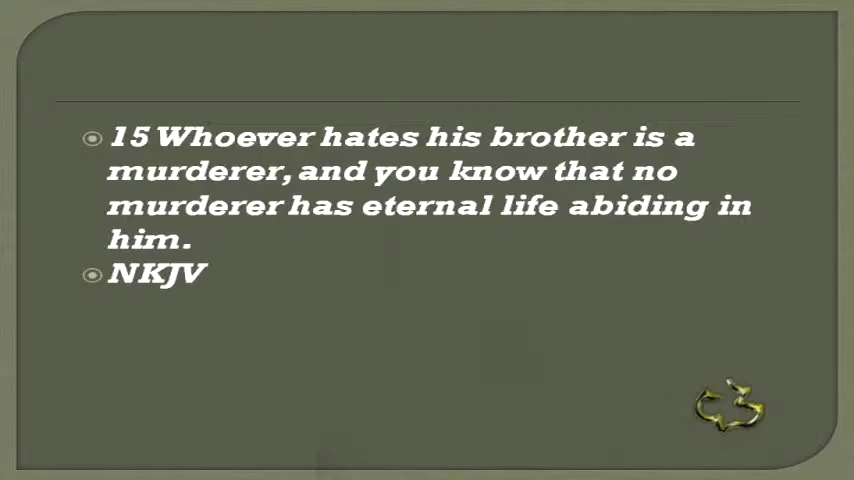 15 Whoever hates his brother is a
murderer, and you know that no
murderer has eternal life abiding in
him.
NKJV